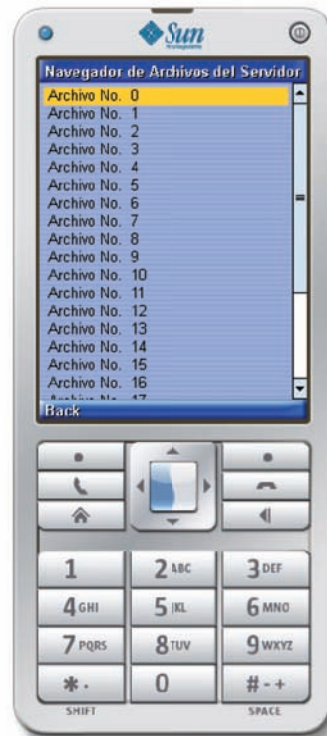 Sun
Navegador de Archivos del Servidor
Archivo No. 0
Archivo No. 1
Archivo No. 2
Archivo No. 3
Archivo No. 4
Archivo No. 5
Archivo No. 6
Archivo No. 7
Archivo No. 8
Archivo No. 9
Archivo No. 10
Archivo No. 11
Archivo No. 12
Archivo No. 13
Archivo No. 14
Archivo No. 15
Archivo No. 16
Archivo No. 17
Back
1 2 ABC 3 DEF
4 GHI 5 JKL 6 MNO
7 PQRS 8 TUV 9 WXYZ
* . 0 # - +
SHIFT SPACE